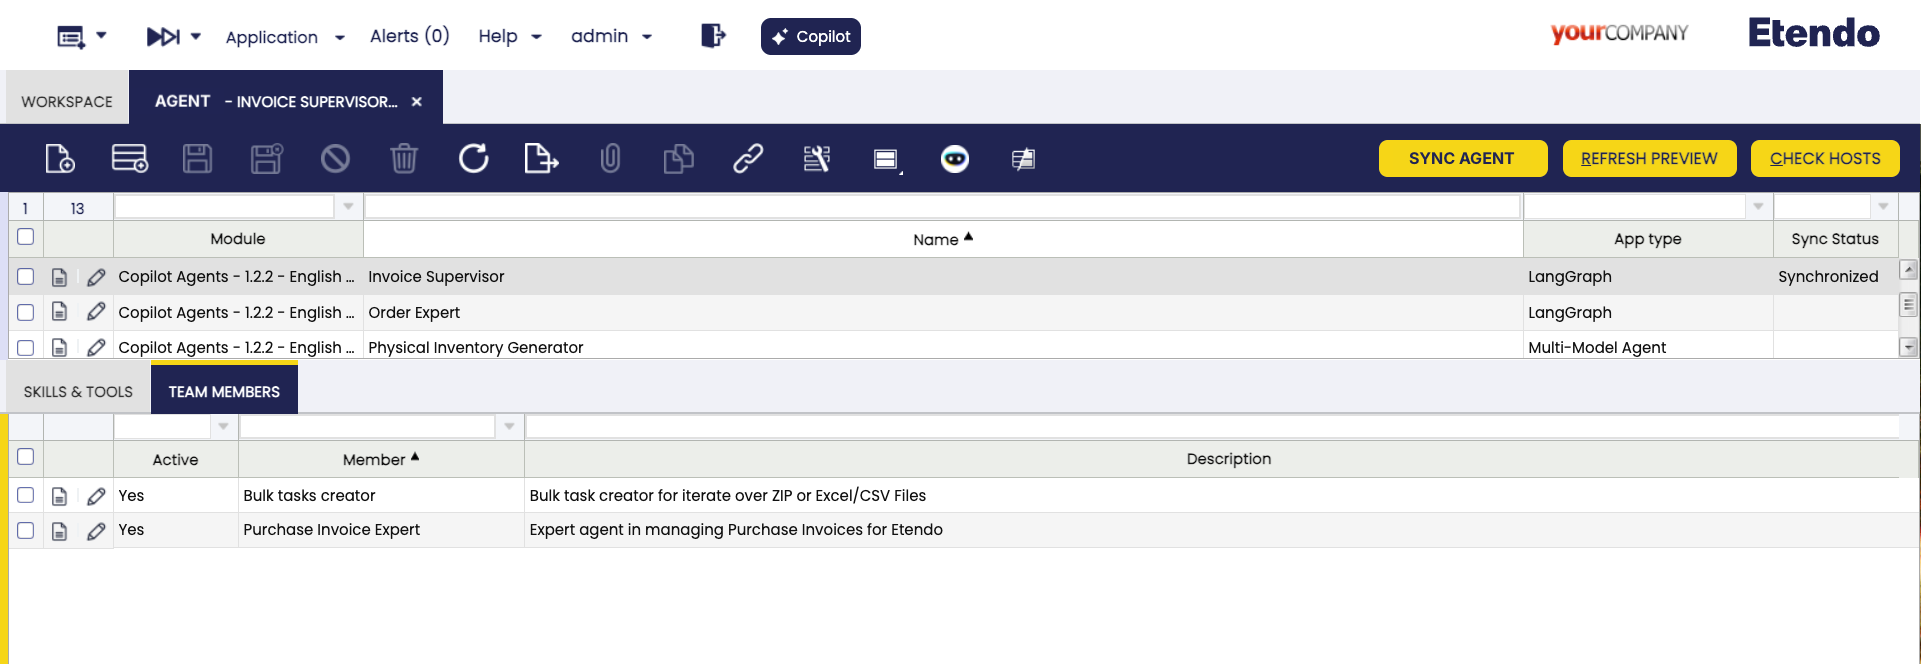 Application Alerts (0) Help admin Copilot yourCOMPANY Etendo
WORKSPACE AGENT - INVOICE SUPERVISOR... ×
SYNC AGENT REFRESH PREVIEW CHECK HOSTS
1 13
Module Name App type Sync Status
Copilot Agents - 1.2.2 - English ... Invoice Supervisor LangGraph Synchronized
Copilot Agents - 1.2.2 - English ... Order Expert LangGraph
Copilot Agents - 1.2.2 - English ... Physical Inventory Generator Multi-Model Agent
SKILLS & TOOLS TEAM MEMBERS
Active Member Description
Yes Bulk tasks creator Bulk task creator for iterate over ZIP or Excel/CSV Files
Yes Purchase Invoice Expert Expert agent in managing Purchase Invoices for Etendo